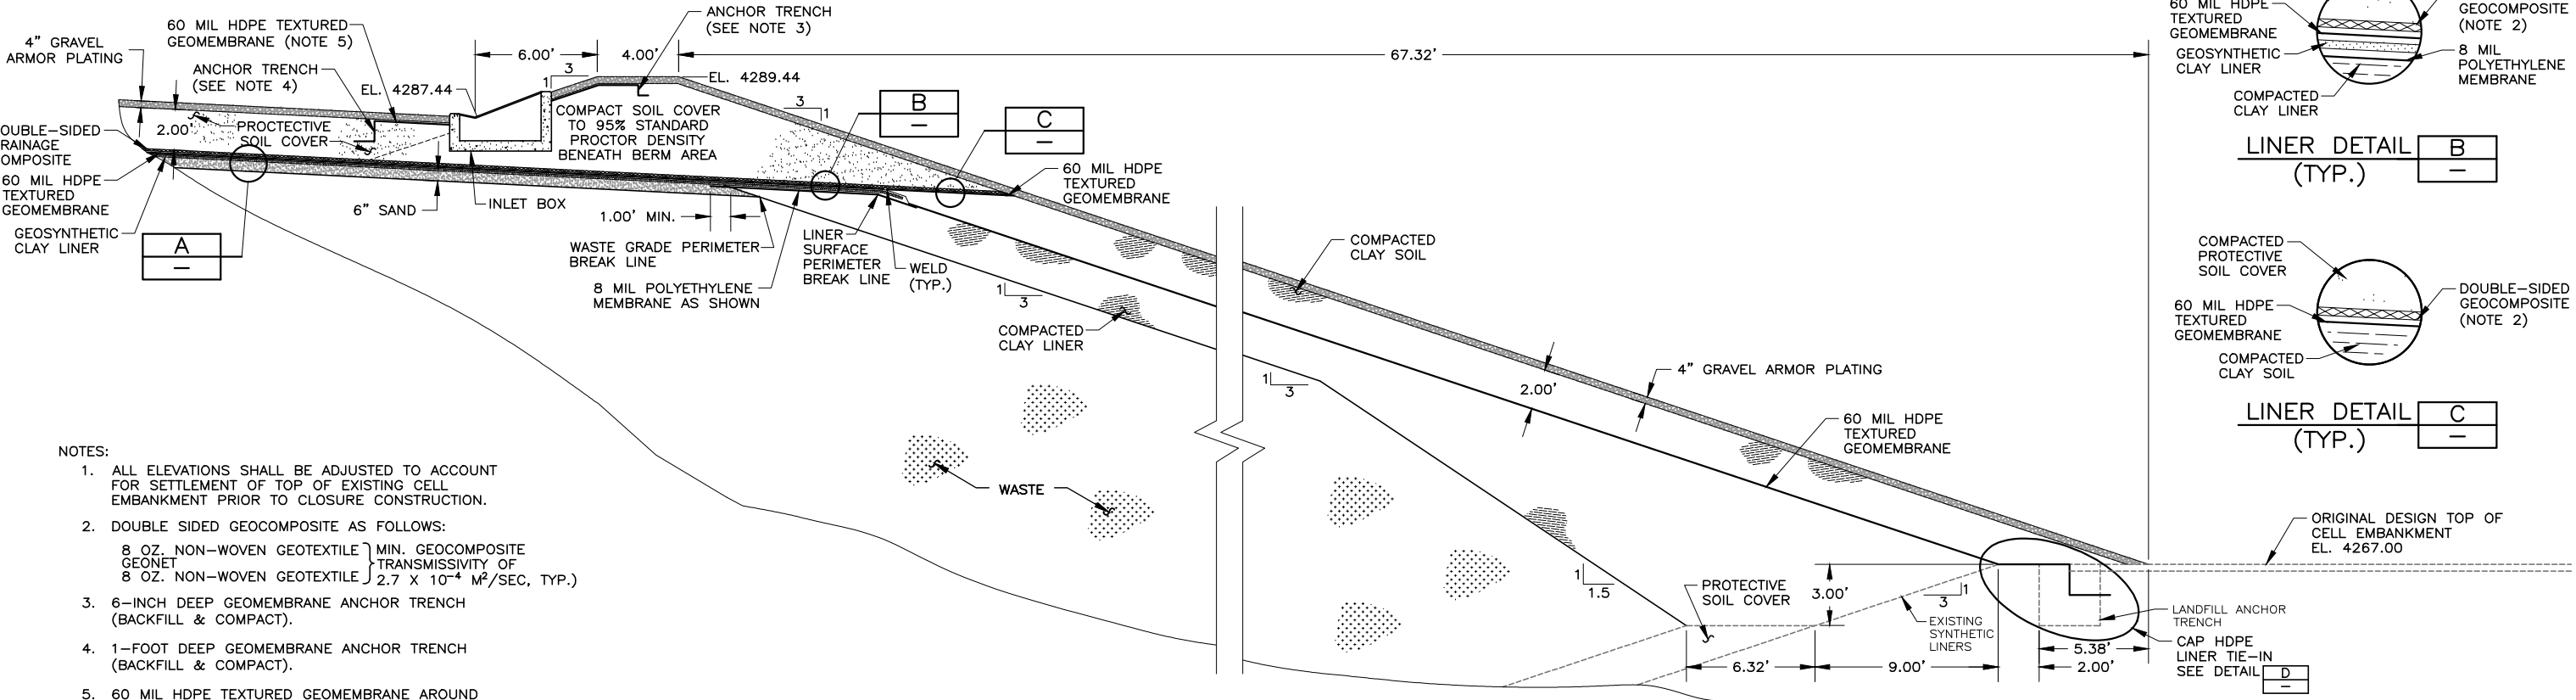 4" GRAVEL
ARMOR PLATING
60 MIL HDPE TEXTURED
GEOMEMBRANE (NOTE 5)
ANCHOR TRENCH
(SEE NOTE 4)
EL. 4287.44
6.00'
4.00'
ANCHOR TRENCH
(SEE NOTE 3)
EL. 4289.44
67.32'
3
1
3
1
2.00'
PROCTECTIVE
SOIL COVER
COMPACT SOIL COVER
TO 95% STANDARD
PROCTOR DENSITY
BENEATH BERM AREA
B
–
C
–
OUBLE-SIDED
RAINAGE
OMPOSITE
60 MIL HDPE
TEXTURED
GEOMEMBRANE
GEOSYNTHETIC
CLAY LINER
A
–
6" SAND
INLET BOX
1.00' MIN.
WASTE GRADE PERIMETER
BREAK LINE
8 MIL POLYETHYLENE
MEMBRANE AS SHOWN
LINER
SURFACE
PERIMETER
BREAK LINE
WELD
(TYP.)
60 MIL HDPE
TEXTURED
GEOMEMBRANE
1
3
COMPACTED
CLAY LINER
COMPACTED
CLAY SOIL
1
3
2.00'
4" GRAVEL ARMOR PLATING
60 MIL HDPE
TEXTURED
GEOMEMBRANE
WASTE
1
1.5
PROTECTIVE
SOIL COVER
3.00'
3
1
EXISTING
SYNTHETIC
LINERS
6.32'
9.00'
5.38'
2.00'
ORIGINAL DESIGN TOP OF
CELL EMBANKMENT
EL. 4267.00
LANDFILL ANCHOR
TRENCH
CAP HDPE
LINER TIE-IN
SEE DETAIL D
–
60 MIL HDPE
TEXTURED
GEOMEMBRANE
GEOSYNTHETIC
CLAY LINER
COMPACTED
CLAY LINER
GEOCOMPOSITE
(NOTE 2)
8 MIL
POLYETHYLENE
MEMBRANE
LINER DETAIL B
(TYP.) –
COMPACTED
PROTECTIVE
SOIL COVER
60 MIL HDPE
TEXTURED
GEOMEMBRANE
COMPACTED
CLAY SOIL
DOUBLE-SIDED
GEOCOMPOSITE
(NOTE 2)
LINER DETAIL C
(TYP.) –
NOTES:
1. ALL ELEVATIONS SHALL BE ADJUSTED TO ACCOUNT
FOR SETTLEMENT OF TOP OF EXISTING CELL
EMBANKMENT PRIOR TO CLOSURE CONSTRUCTION.
2. DOUBLE SIDED GEOCOMPOSITE AS FOLLOWS:
8 OZ. NON-WOVEN GEOTEXTILE
GEONET
8 OZ. NON-WOVEN GEOTEXTILE
MIN. GEOCOMPOSITE
TRANSMISSIVITY OF
2.7 X 10⁻⁴ M²/SEC, TYP.)
3. 6-INCH DEEP GEOMEMBRANE ANCHOR TRENCH
(BACKFILL & COMPACT).
4. 1-FOOT DEEP GEOMEMBRANE ANCHOR TRENCH
(BACKFILL & COMPACT).
5. 60 MIL HDPE TEXTURED GEOMEMBRANE AROUND